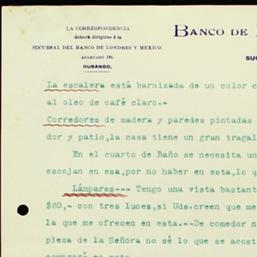 LA CORRESPONDENCIA
deberá dirigirse á la
SUCURSAL DEL BANCO DE LONDRES Y MEXICO.
APARTADO
DURANGO.
BANCO DE
SU
La escalera está barnizada de un color c
al oleo de café claro.-
Corredores de madera y paredes pintadas
dor y patio, la casa tiene un gran tragal
En el cuarto de Baño se necesita un
escojan en esa, por no haber en esta, lo q
Lámparas--- Tengo una vista bastant
$60,- con tres luces, si Uds. creen que me
la que me ofrecen en esta.--De comedor n
pieza de la Señora no sé lo que se acost